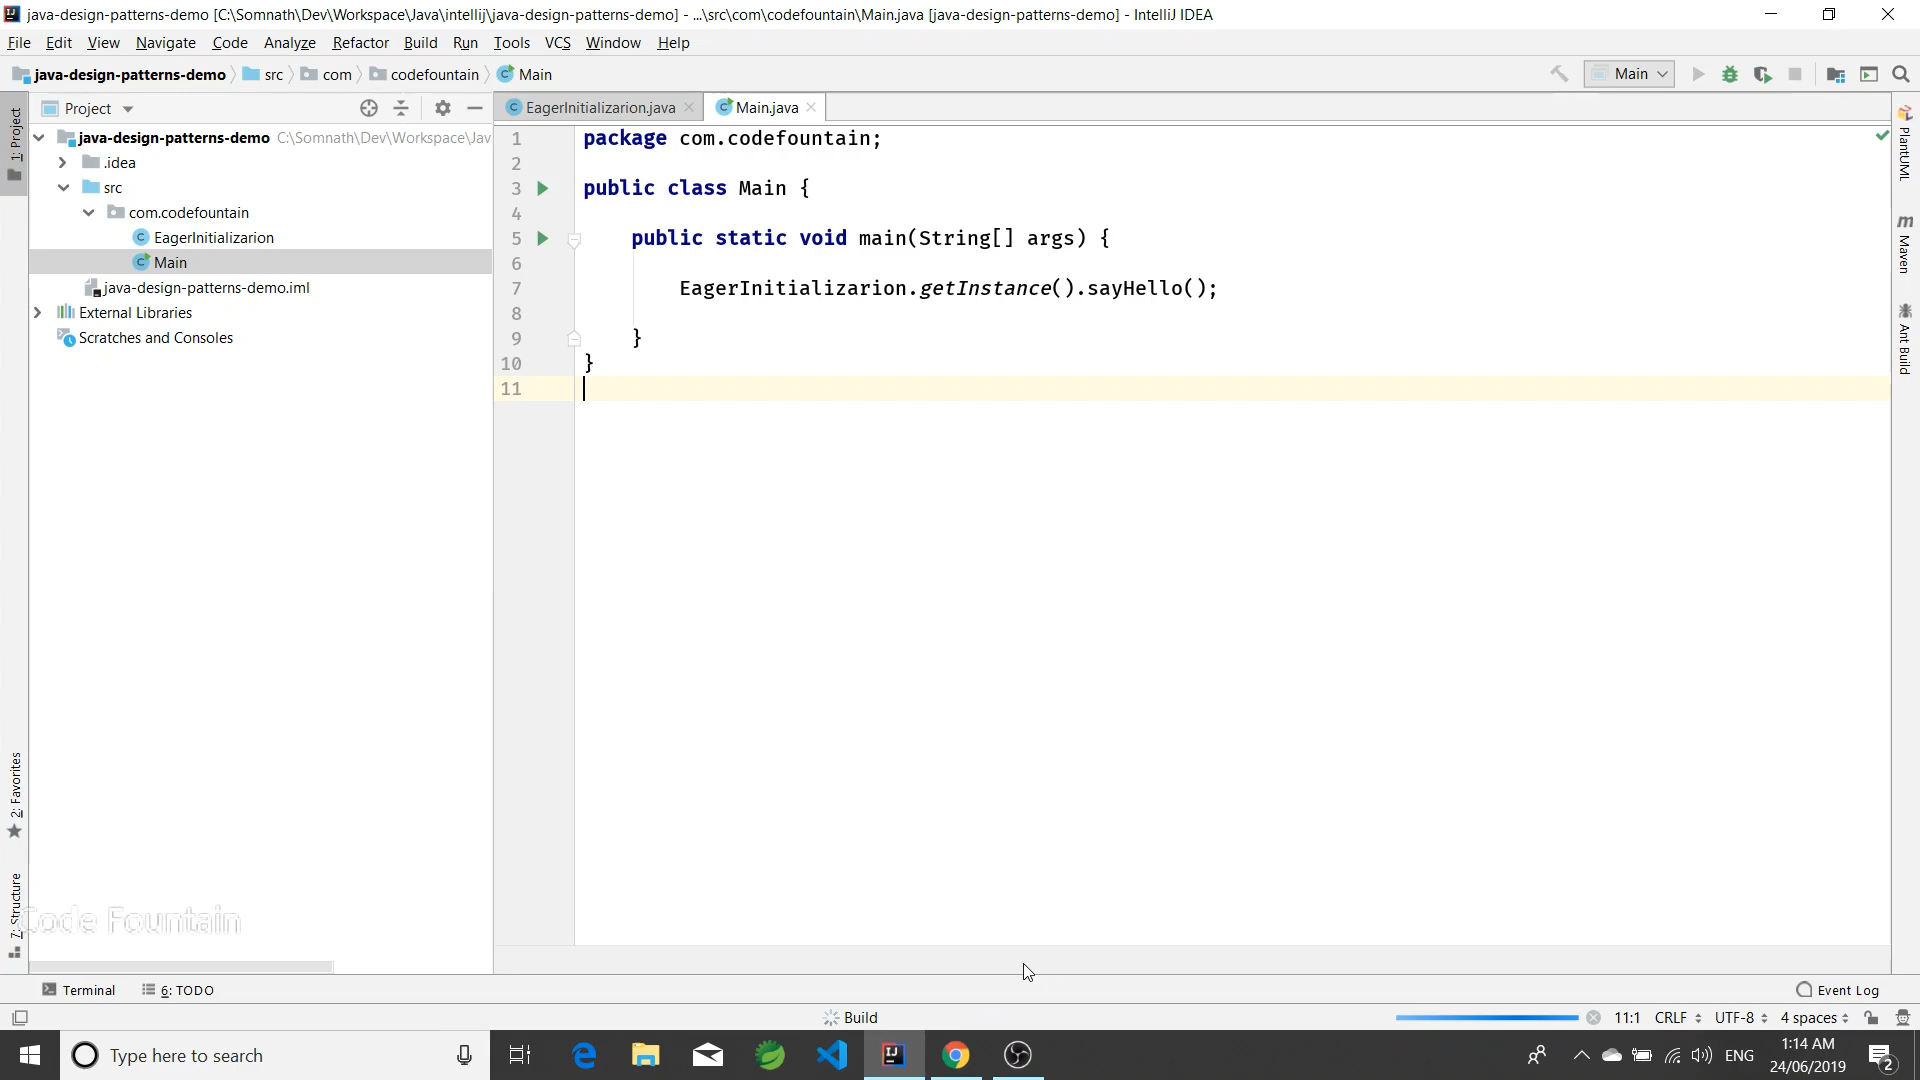 java-design-patterns-demo [C:\Somnath\Dev\Workspace\Java\intellij\java-design-patterns-demo] - ...\src\com\codefountain\Main.java [java-design-patterns-demo] - IntelliJ IDEA
File Edit View Navigate Code Analyze Refactor Build Run Tools VCS Window Help
java-design-patterns-demo src com codefountain Main
Main
Project
EagerInitializarion.java
Main.java
1: Project
java-design-patterns-demo C:\Somnath\Dev\Workspace\Jav
.idea
src
com.codefountain
EagerInitializarion
Main
java-design-patterns-demo.iml
External Libraries
Scratches and Consoles
1 package com.codefountain;
2
3 public class Main {
4
5 public static void main(String[] args) {
6
7 EagerInitializarion.getInstance().sayHello();
8
9 }
10 }
11
PlantUML
Maven
Ant Build
2: Favorites
7: Structure
Code Fountain
Terminal 6: TODO
Event Log
Build
11:1 CRLF UTF-8 4 spaces
Type here to search
ENG
1:14 AM
24/06/2019
2